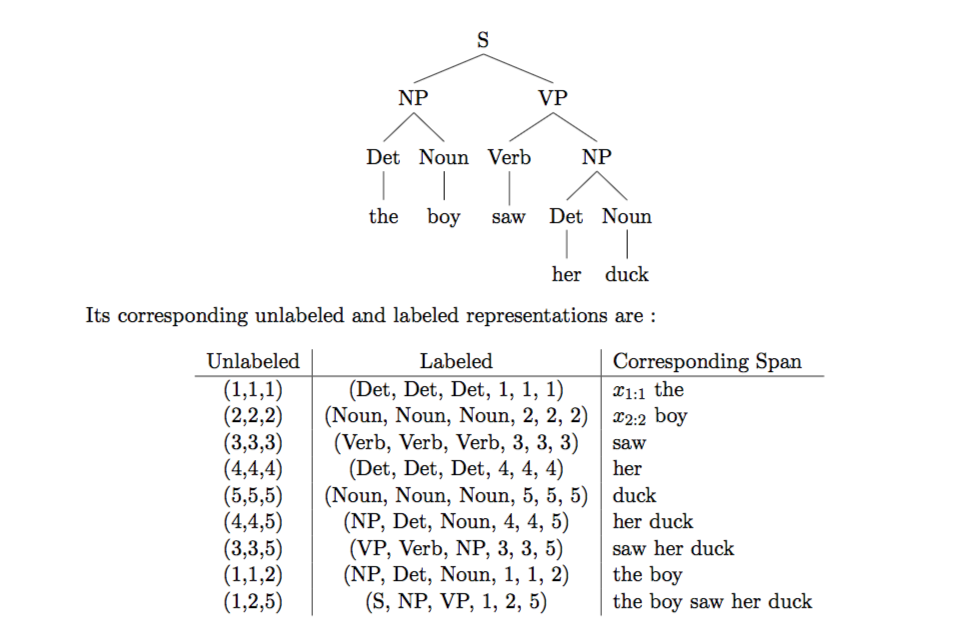 S
NP VP
Det Noun Verb NP
the boy saw Det Noun
her duck
Its corresponding unlabeled and labeled representations are :
Unlabeled Labeled Corresponding Span
(1,1,1) (Det, Det, Det, 1, 1, 1) x1:1 the
(2,2,2) (Noun, Noun, Noun, 2, 2, 2) x2:2 boy
(3,3,3) (Verb, Verb, Verb, 3, 3, 3) saw
(4,4,4) (Det, Det, Det, 4, 4, 4) her
(5,5,5) (Noun, Noun, Noun, 5, 5, 5) duck
(4,4,5) (NP, Det, Noun, 4, 4, 5) her duck
(3,3,5) (VP, Verb, NP, 3, 3, 5) saw her duck
(1,1,2) (NP, Det, Noun, 1, 1, 2) the boy
(1,2,5) (S, NP, VP, 1, 2, 5) the boy saw her duck